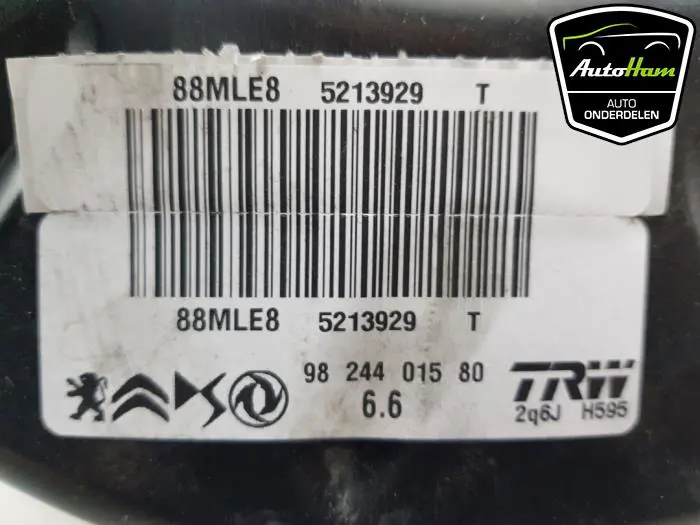 AutoHam
AUTO
ONDERDELEN
88MLE8 5213929 T
88MLE8 5213929 T
98 244 015 80
6.6
TRW
2q6J H595